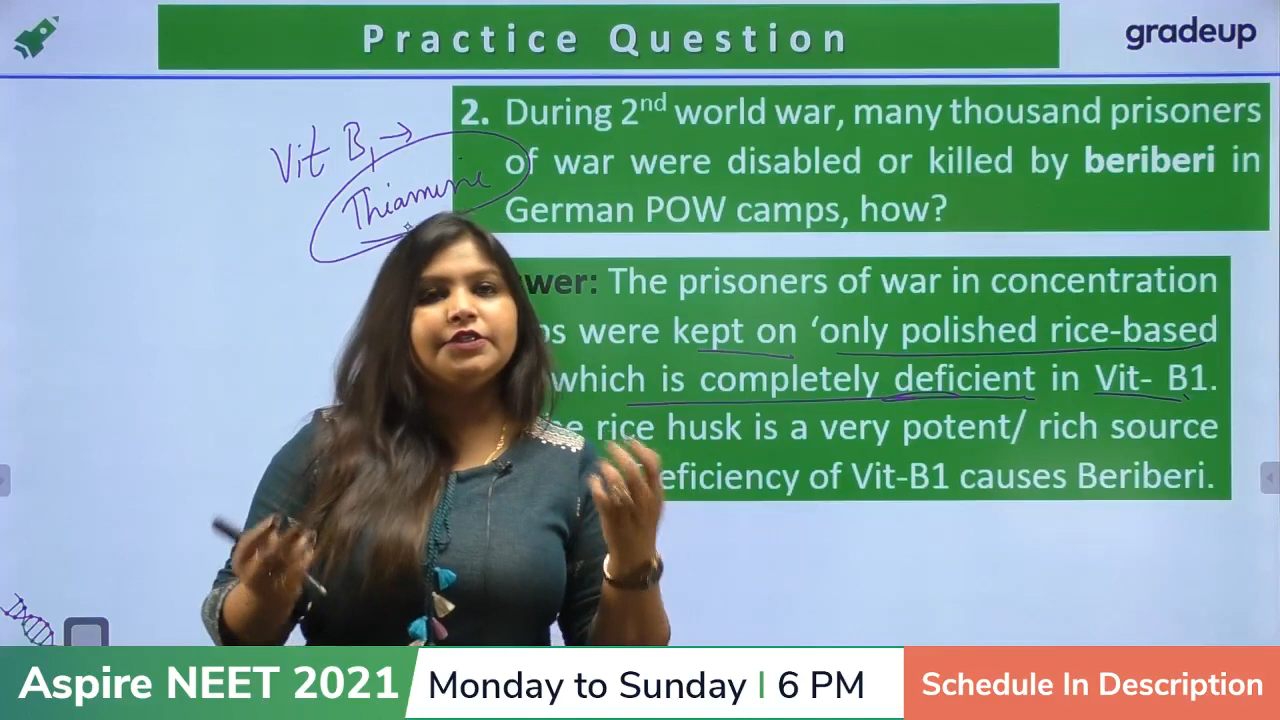 Practice Question
gradeup
2. During 2nd world war, many thousand prisoners
of war were disabled or killed by beriberi in
German POW camps, how?
Vit B1 →
Thiamine
wer: The prisoners of war in concentration
were kept on ‘only polished rice-based
which is completely deficient in Vit- B1.
rice husk is a very potent/ rich source
eficiency of Vit-B1 causes Beriberi.
Aspire NEET 2021
Monday to Sunday | 6 PM
Schedule In Description